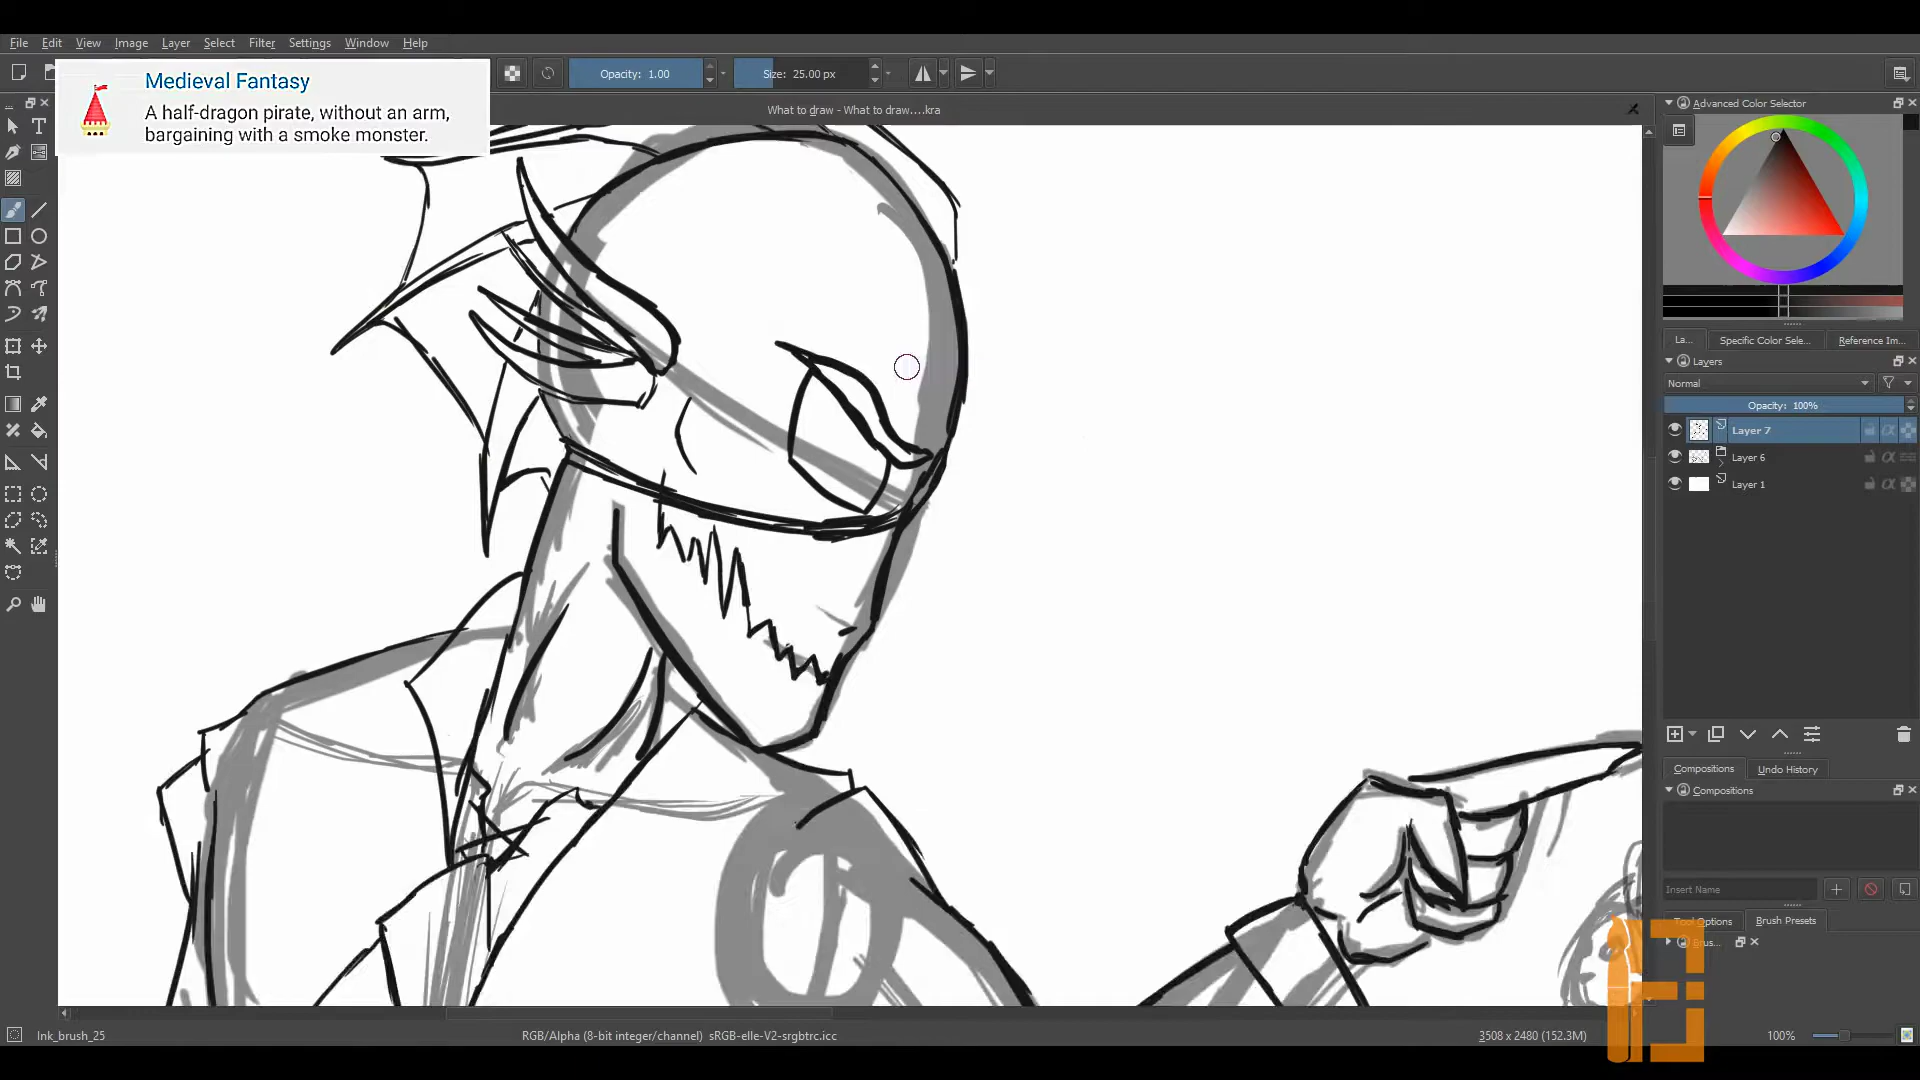 File Edit View Image Layer Select Filter Settings Window Help
Medieval Fantasy
A half-dragon pirate, without an arm,
bargaining with a smoke monster.
Opacity: 1.00
Size: 25.00 px
What to draw - What to draw....kra
Advanced Color Selector
La...
Specific Color Sele...
Reference Im...
Layers
Normal
Opacity: 100%
Layer 7
Layer 6
Layer 1
Compositions
Undo History
Compositions
Insert Name
Tool Options
Brush Presets
Brus...
Ink_brush_25
RGB/Alpha (8-bit integer/channel) sRGB-elle-V2-srgbtrc.icc
3508 x 2480 (152.3M)
100%